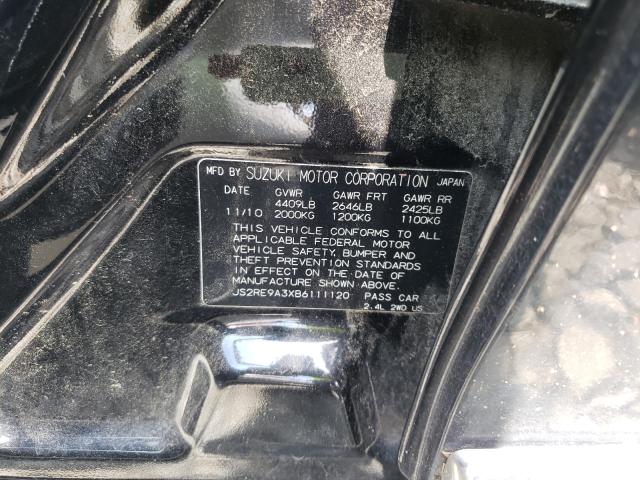 MFD BY SUZUKI MOTOR CORPORATION JAPAN
DATE GVWR GAWR FRT GAWR RR
4409LB 2646LB 2425LB
11/10 2000KG 1200KG 1100KG
THIS VEHICLE CONFORMS TO ALL
APPLICABLE FEDERAL MOTOR
VEHICLE SAFETY, BUMPER AND
THEFT PREVENTION STANDARDS
IN EFFECT ON THE DATE OF
MANUFACTURE SHOWN ABOVE.
JS2RE9A3XB6111120 PASS CAR
2.4L 2WD US